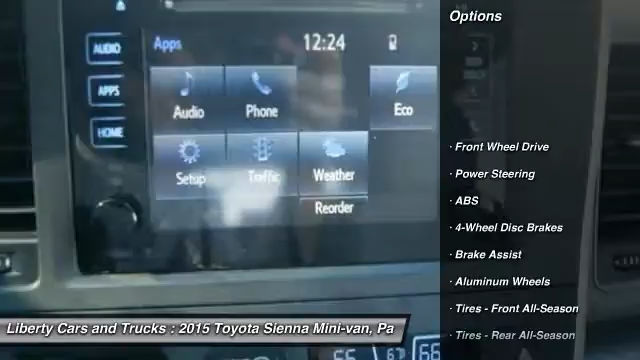 Options
AUDIO
Apps
12:24
APPS
Audio
Phone
Eco
HOME
Setup
Traffic
Weather
Reorder
· Front Wheel Drive
· Power Steering
· ABS
· 4-Wheel Disc Brakes
· Brake Assist
· Aluminum Wheels
· Tires - Front All-Season
· Tires - Rear All-Season
Liberty Cars and Trucks : 2015 Toyota Sienna Mini-van, Pa
67°
66